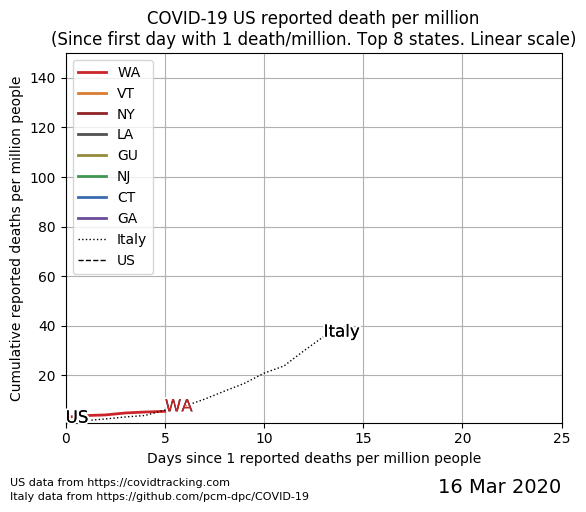 COVID-19 US reported death per million
(Since first day with 1 death/million. Top 8 states. Linear scale)
Cumulative reported deaths per million people
140
120
100
80
60
40
20
WA
VT
NY
LA
GU
NJ
CT
GA
Italy
US
Italy
WA
US
0 5 10 15 20 25
Days since 1 reported deaths per million people
US data from https://covidtracking.com
Italy data from https://github.com/pcm-dpc/COVID-19
16 Mar 2020